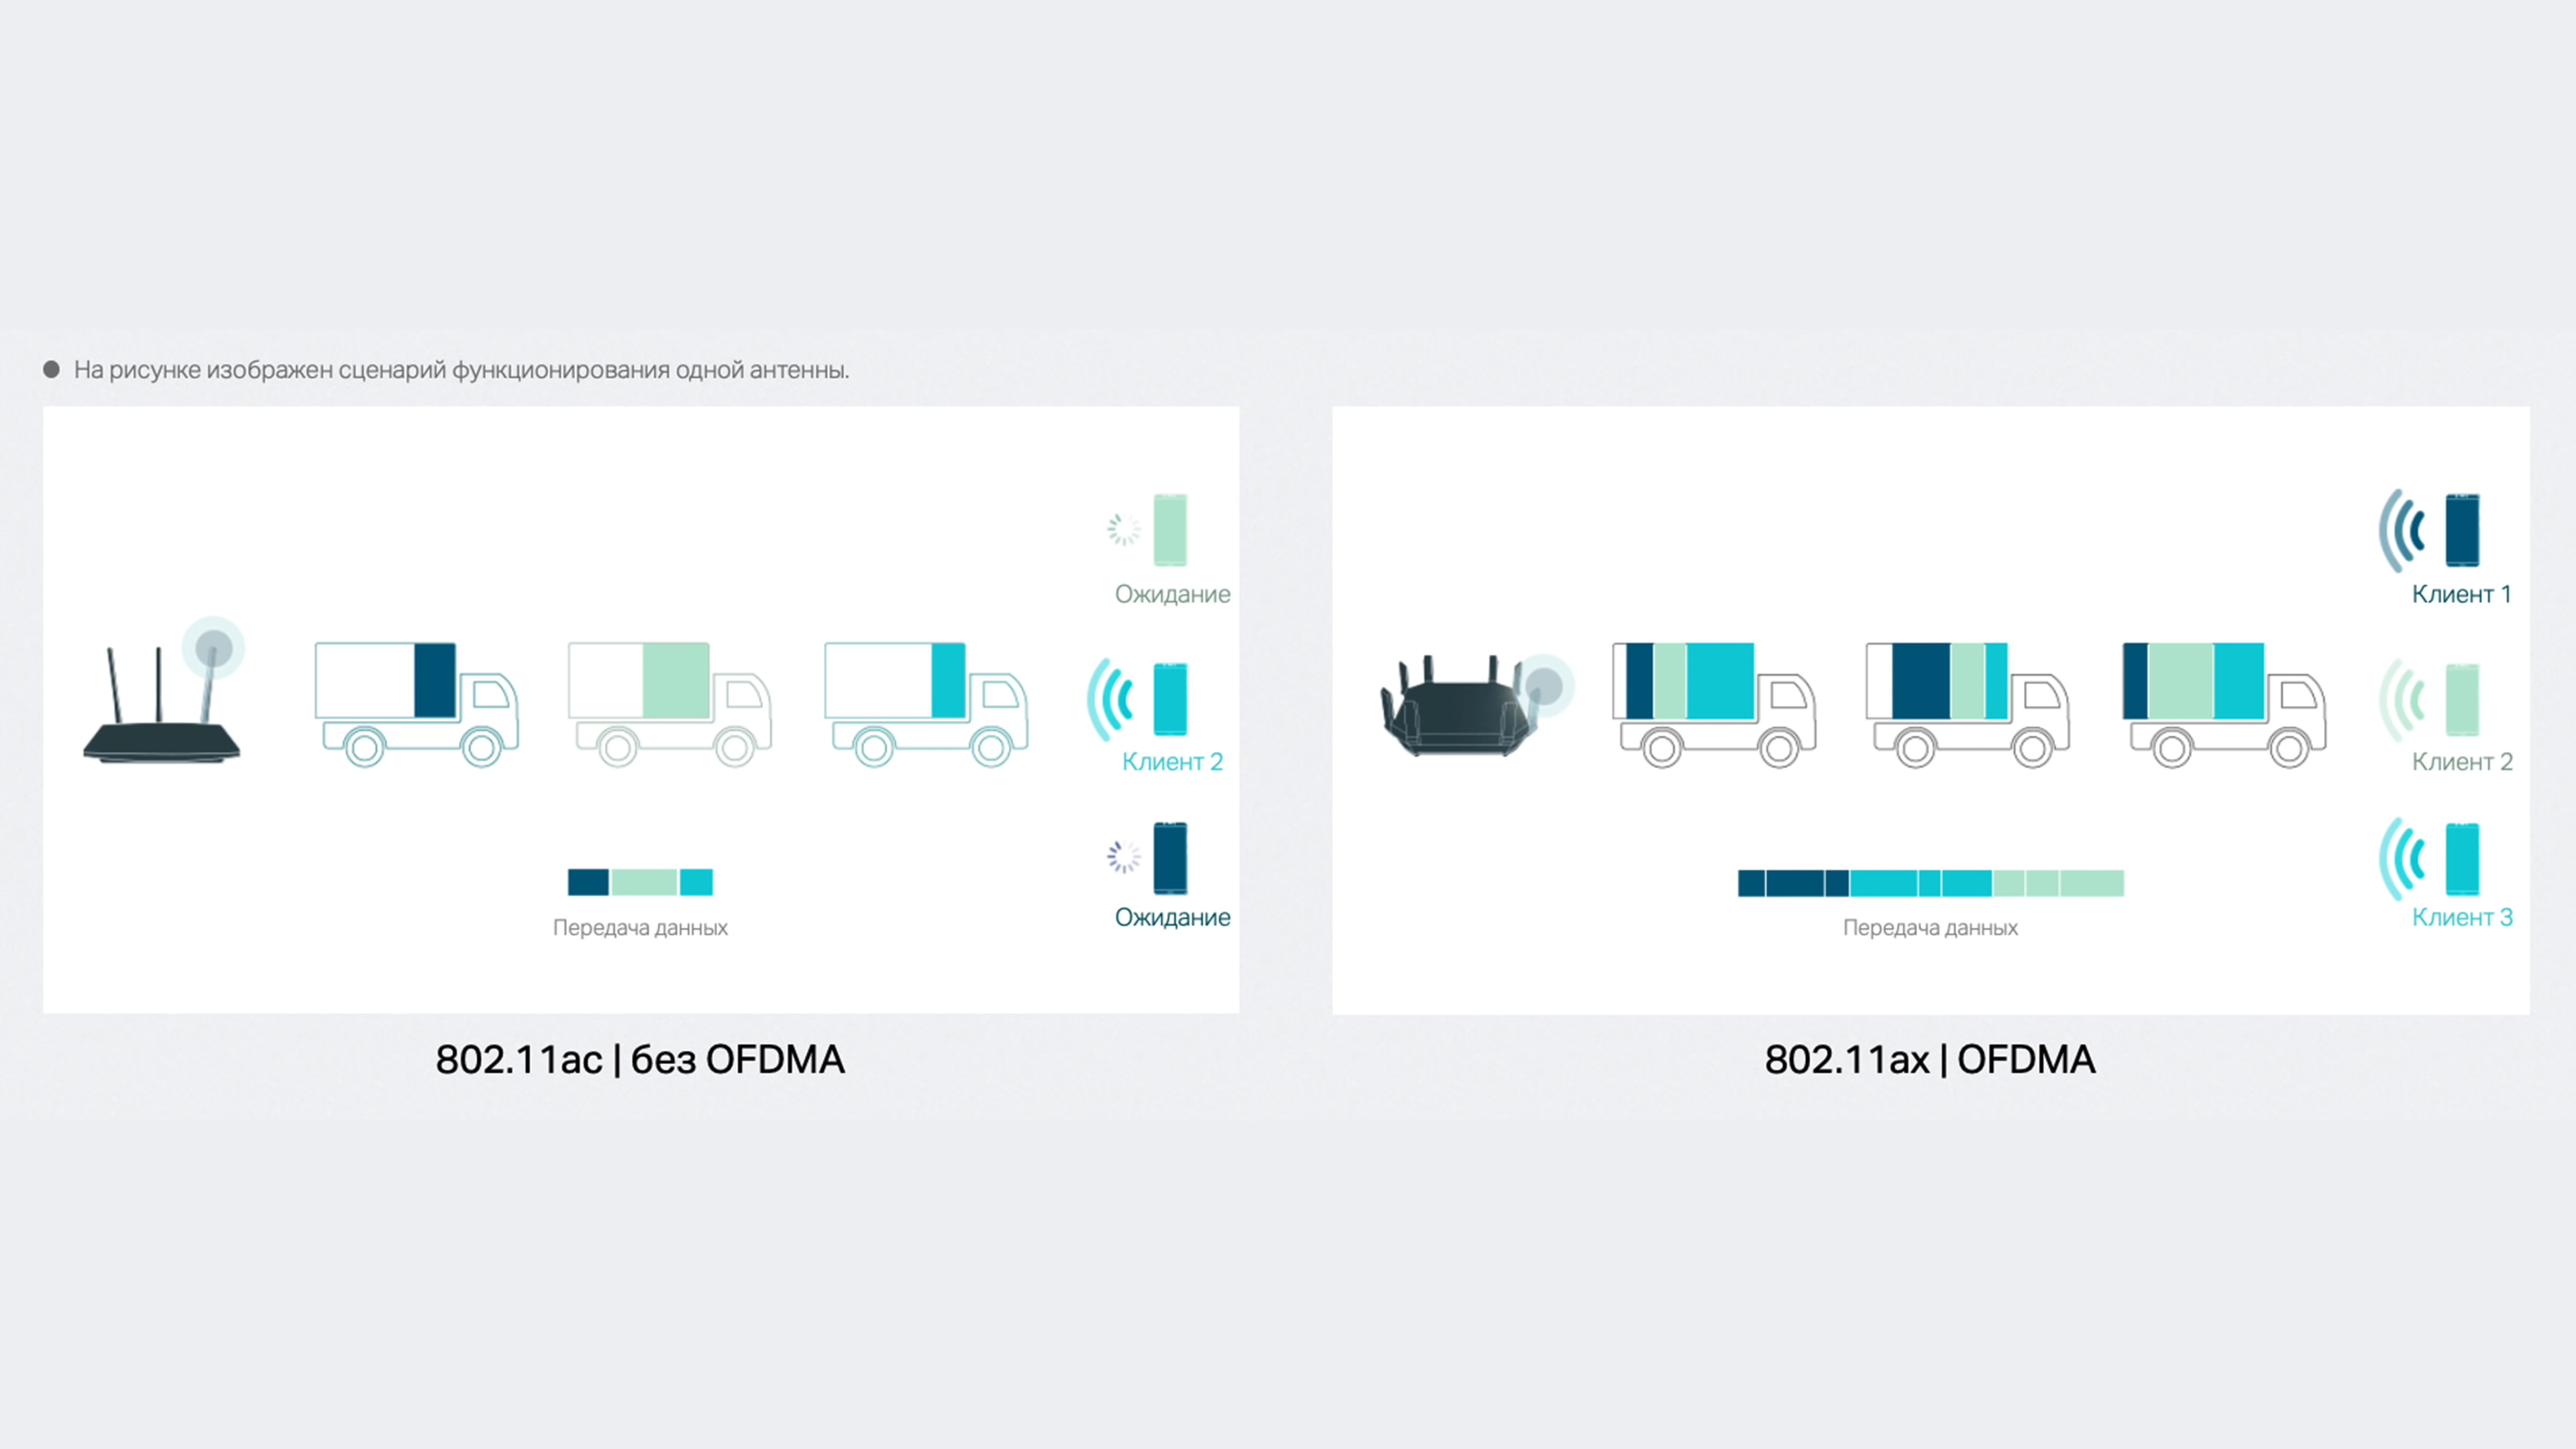 На рисунке изображен сценарий функционирования одной антенны.
Ожидание
Клиент 2
Ожидание
Передача данных
802.11ac | без OFDMA
Клиент 1
Клиент 2
Клиент 3
Передача данных
802.11ax | OFDMA